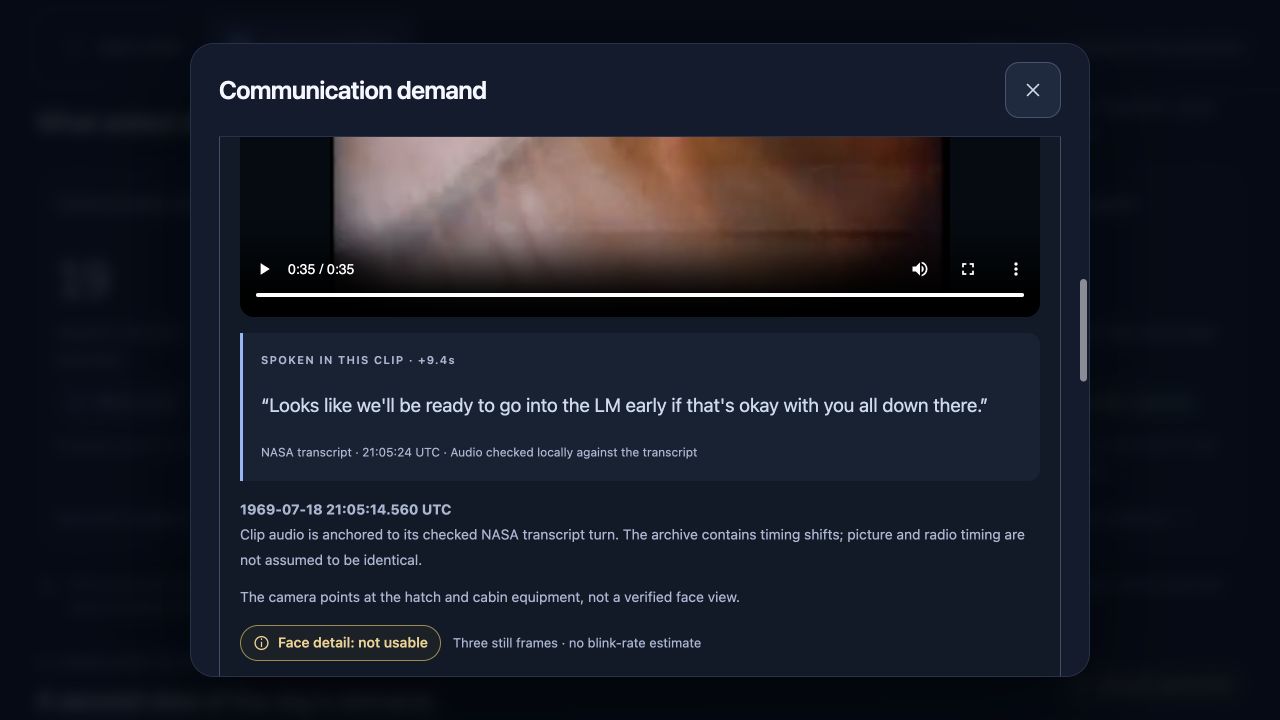 Communication demand
0:35 / 0:35
SPOKEN IN THIS CLIP · +9.4s
“Looks like we'll be ready to go into the LM early if that's okay with you all down there.”
NASA transcript · 21:05:24 UTC · Audio checked locally against the transcript
1969-07-18 21:05:14.560 UTC
Clip audio is anchored to its checked NASA transcript turn. The archive contains timing shifts; picture and radio timing are
not assumed to be identical.
The camera points at the hatch and cabin equipment, not a verified face view.
Face detail: not usable
Three still frames · no blink-rate estimate